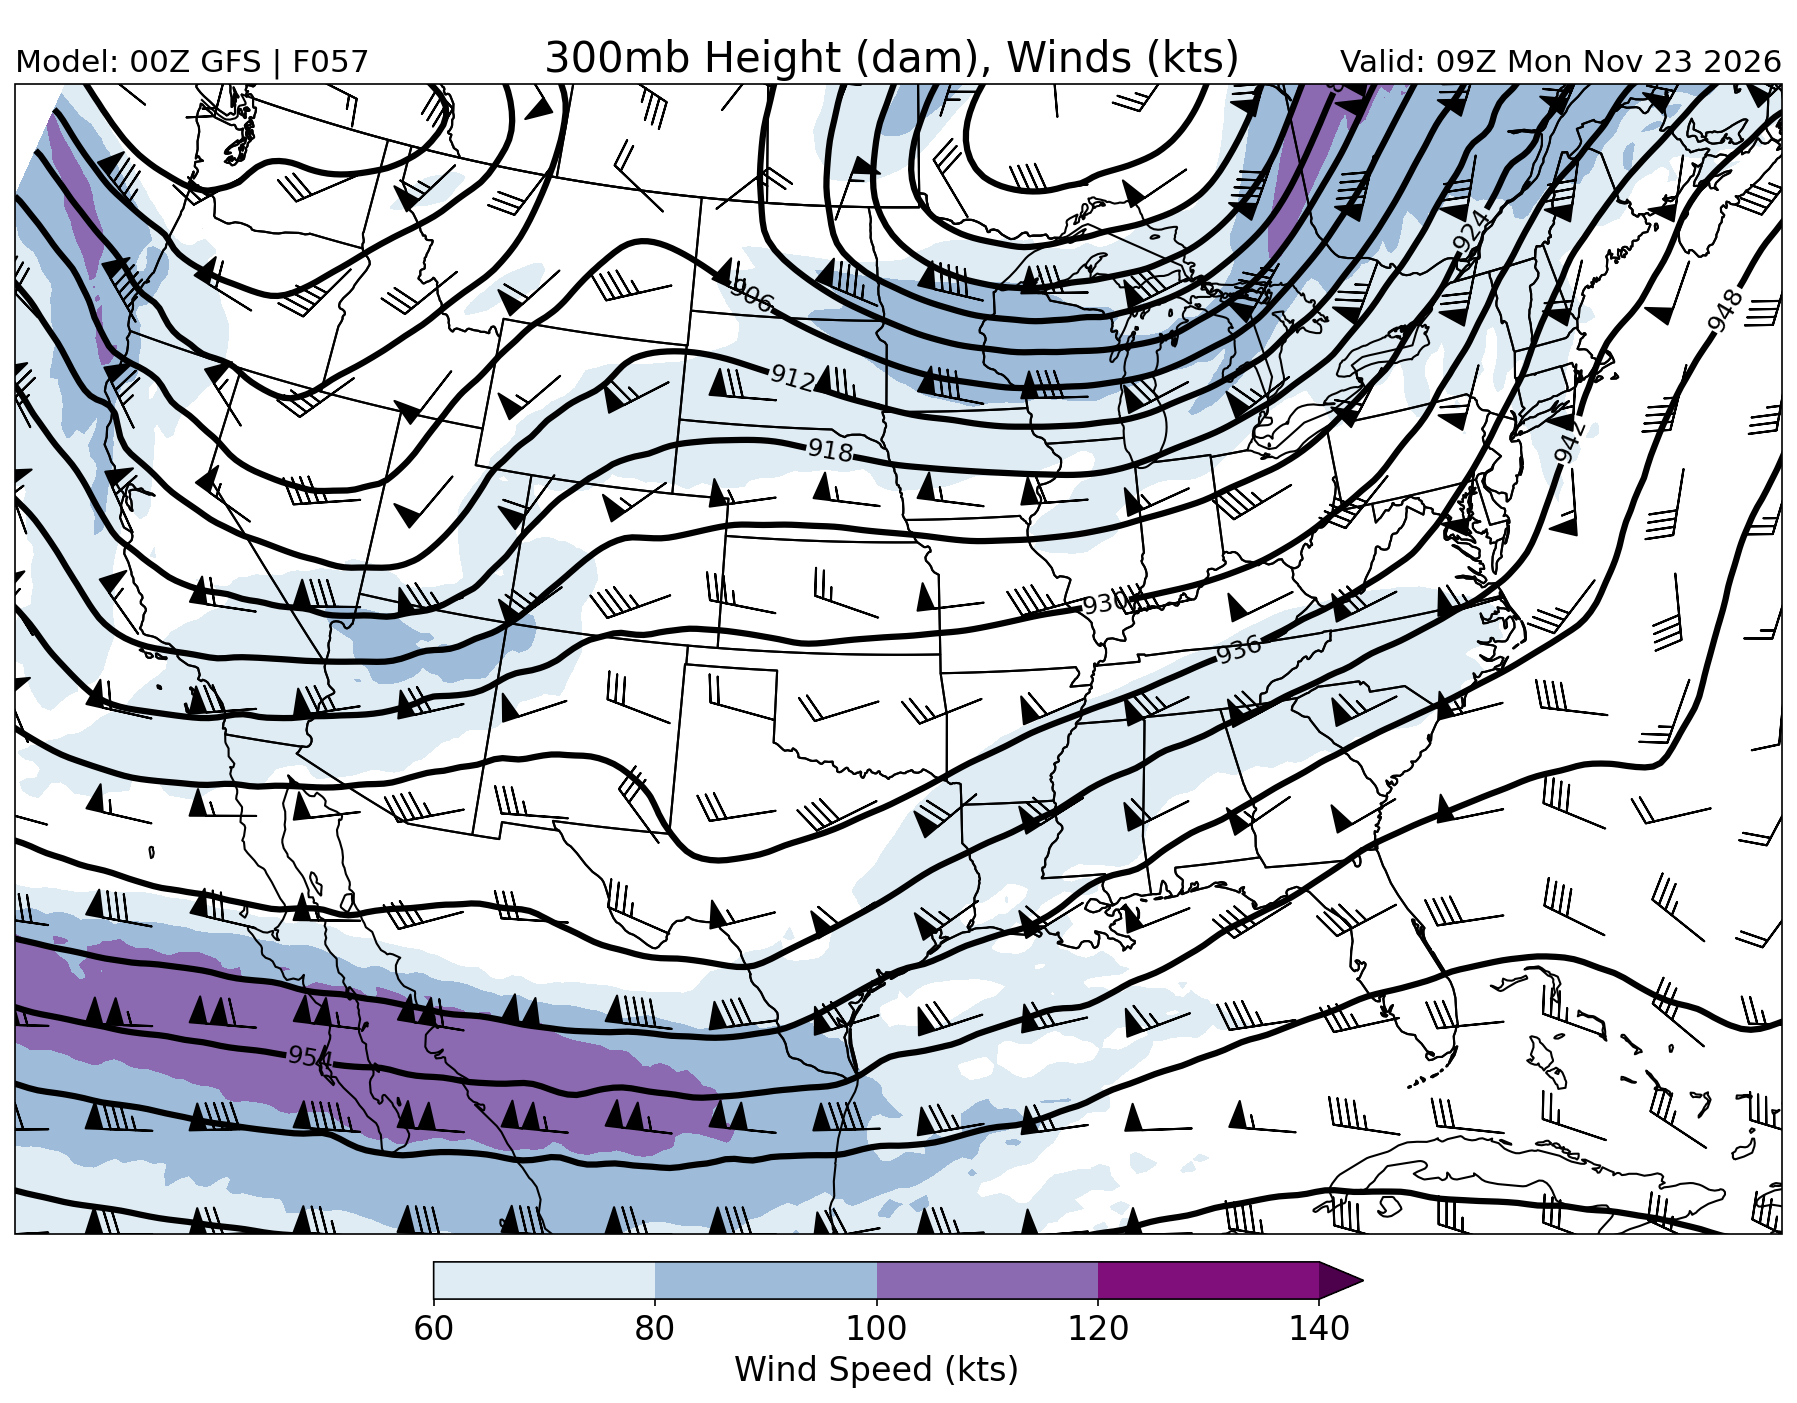 Model: 00Z GFS | F057
300mb Height (dam), Winds (kts)
Valid: 09Z Mon Nov 23 2026
924
948
906
912
918
942
930
936
954
60 80 100 120 140
Wind Speed (kts)